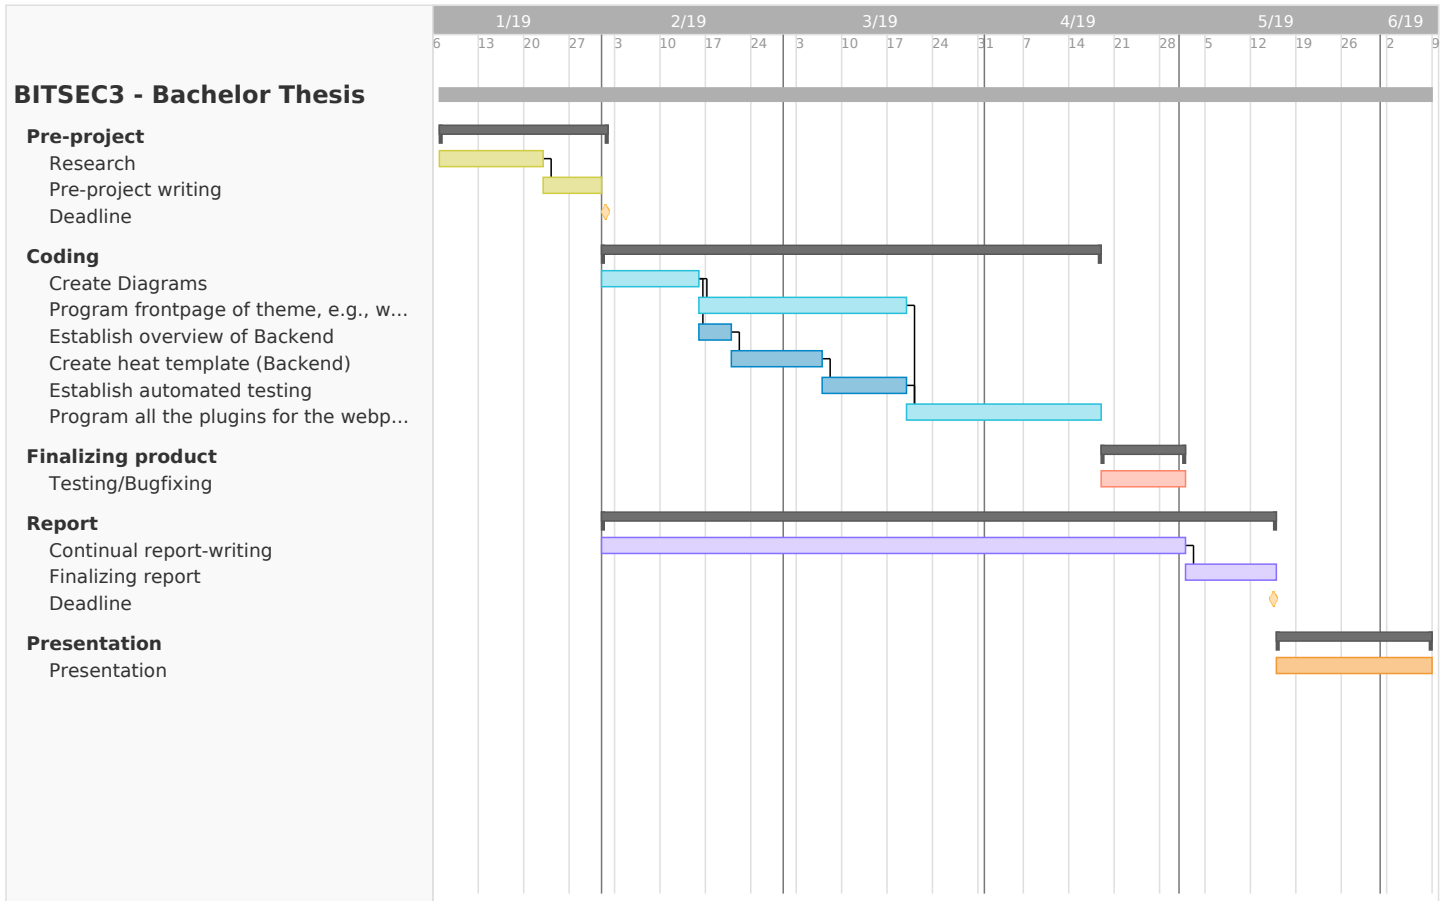 1/19 2/19 3/19 4/19 5/19 6/19
6 13 20 27 3 10 17 24 3 10 17 24 31 7 14 21 28 5 12 19 26 2 9
BITSEC3 - Bachelor Thesis
Pre-project
Research
Pre-project writing
Deadline
Coding
Create Diagrams
Program frontpage of theme, e.g., w...
Establish overview of Backend
Create heat template (Backend)
Establish automated testing
Program all the plugins for the webp...
Finalizing product
Testing/Bugfixing
Report
Continual report-writing
Finalizing report
Deadline
Presentation
Presentation